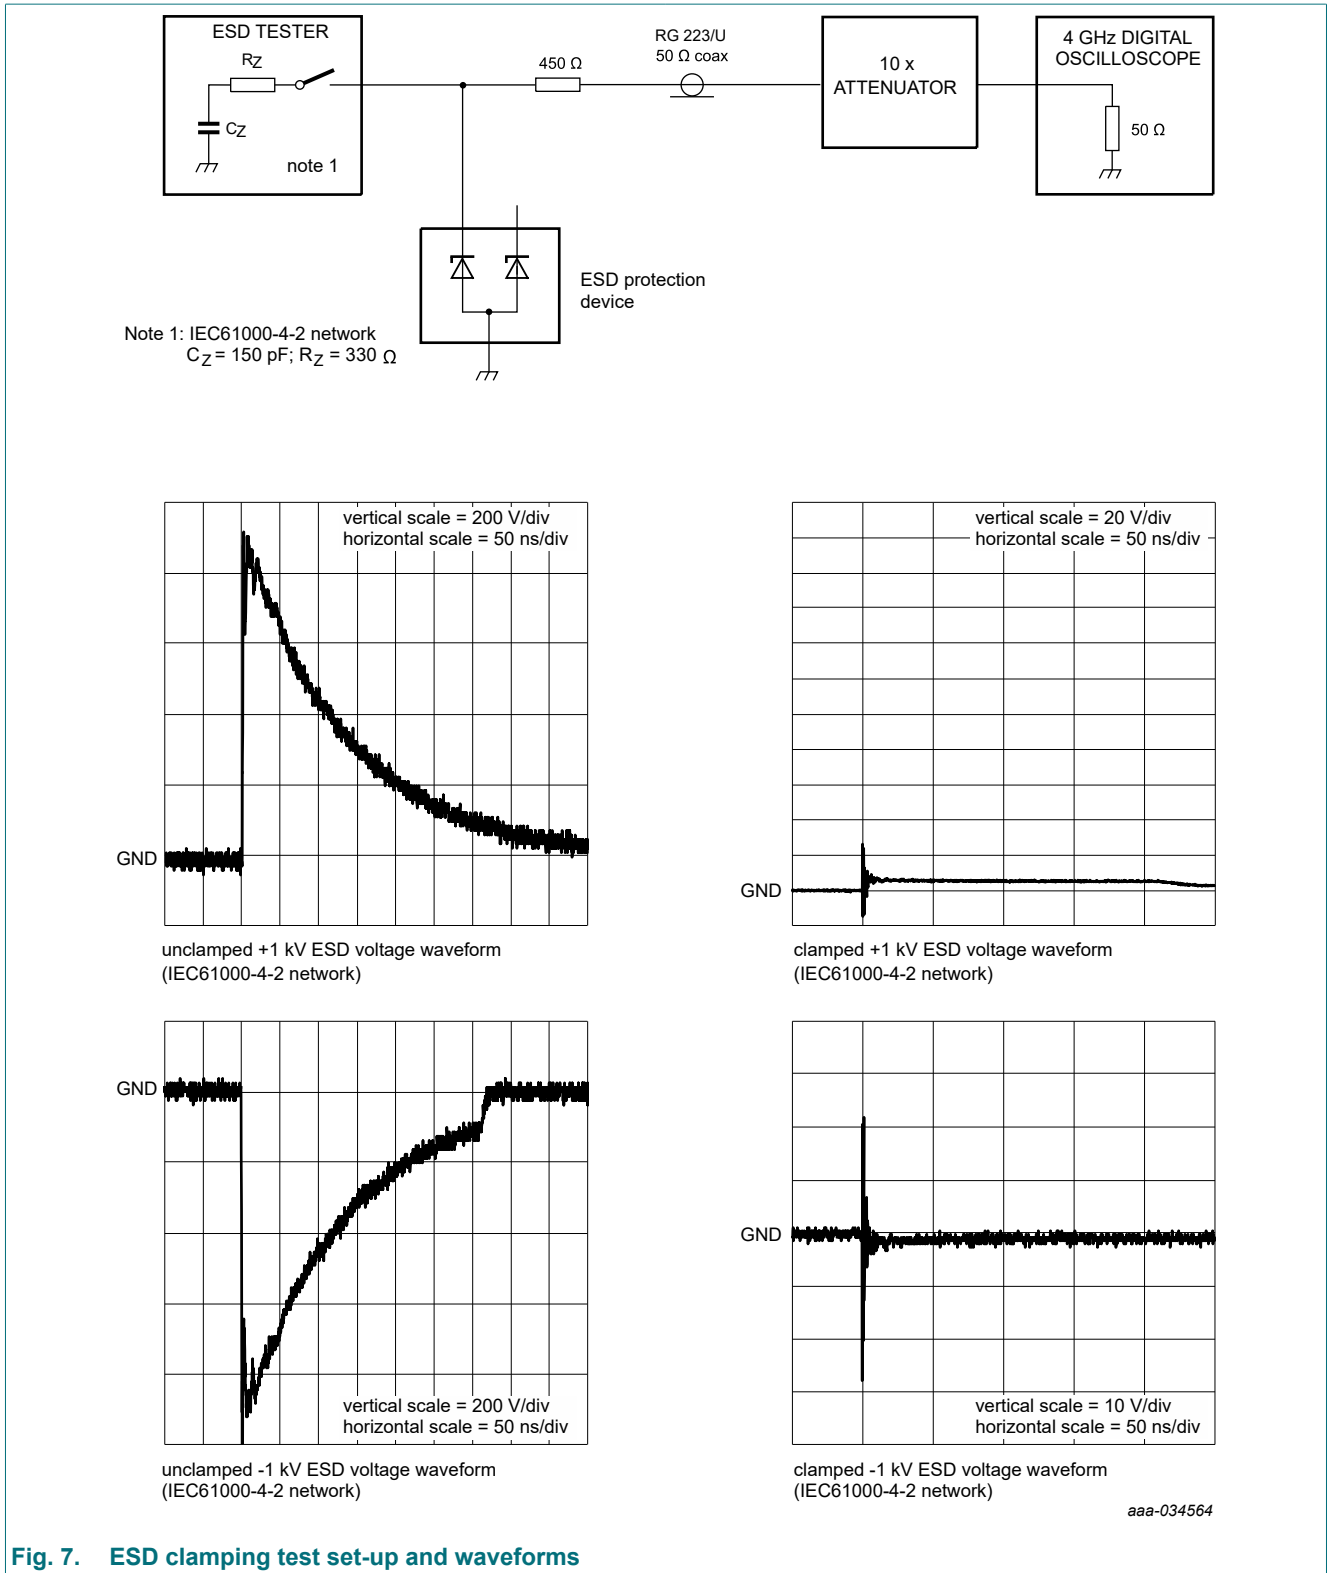 ESD TESTER
RZ
CZ
note 1
450 Ω
RG 223/U
50 Ω coax
10 x
ATTENUATOR
4 GHz DIGITAL
OSCILLOSCOPE
50 Ω
ESD protection
device
Note 1: IEC61000-4-2 network
CZ = 150 pF; RZ = 330 Ω
vertical scale = 200 V/div
horizontal scale = 50 ns/div
GND
unclamped +1 kV ESD voltage waveform
(IEC61000-4-2 network)
vertical scale = 20 V/div
horizontal scale = 50 ns/div
GND
clamped +1 kV ESD voltage waveform
(IEC61000-4-2 network)
GND
vertical scale = 200 V/div
horizontal scale = 50 ns/div
unclamped -1 kV ESD voltage waveform
(IEC61000-4-2 network)
GND
vertical scale = 10 V/div
horizontal scale = 50 ns/div
clamped -1 kV ESD voltage waveform
(IEC61000-4-2 network)
aaa-034564
Fig. 7. ESD clamping test set-up and waveforms